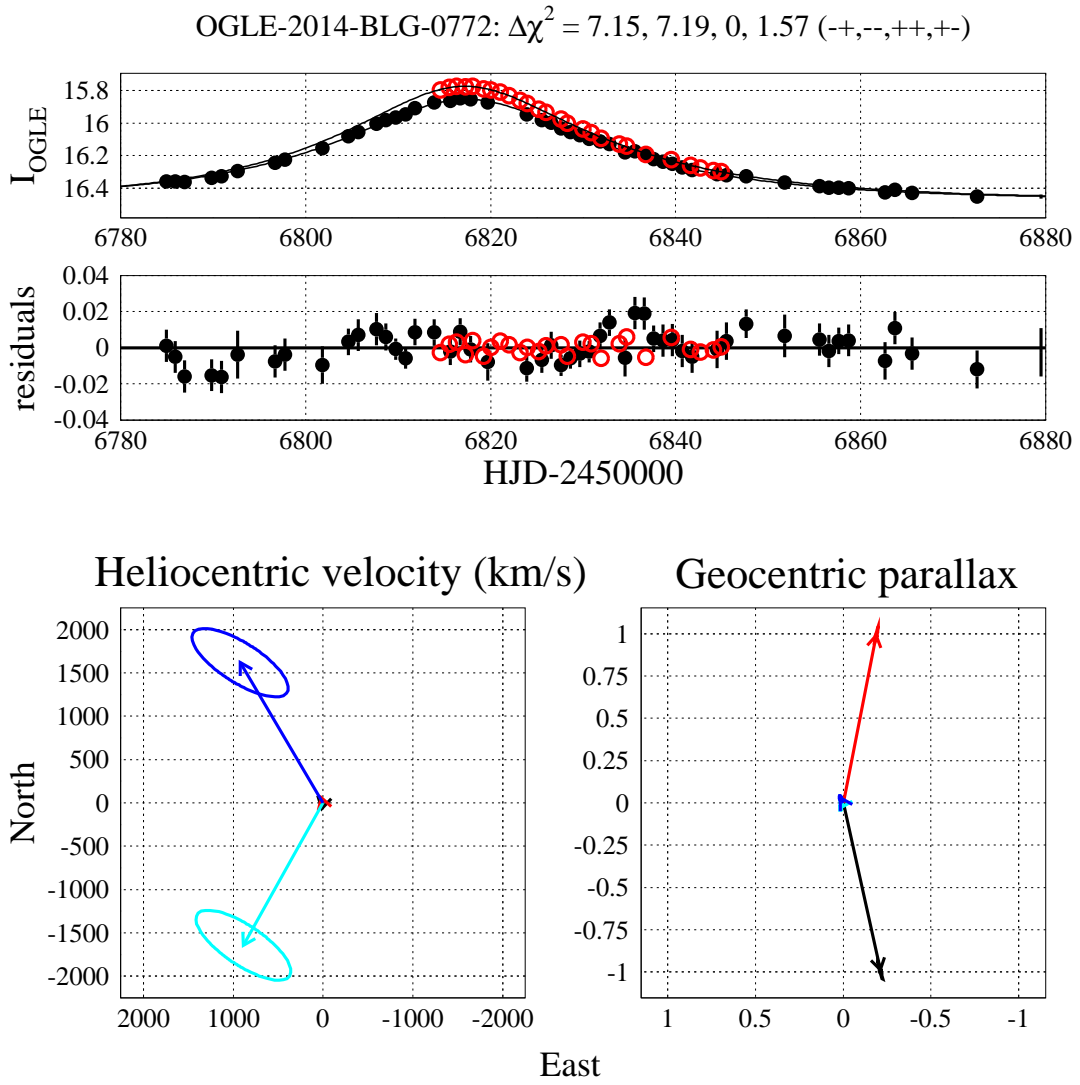 OGLE-2014-BLG-0772: Δχ² = 7.15, 7.19, 0, 1.57 (-+,--,++,+-)
I_OGLE
15.8
16
16.2
16.4
6780 6800 6820 6840 6860 6880
residuals
0.04
0.02
0
-0.02
-0.04
6780 6800 6820 6840 6860 6880
HJD-2450000
Heliocentric velocity (km/s)
North
2000
1500
1000
500
0
-500
-1000
-1500
-2000
2000 1000 0 -1000 -2000
Geocentric parallax
1
0.75
0.5
0.25
0
-0.25
-0.5
-0.75
-1
1 0.5 0 -0.5 -1
East